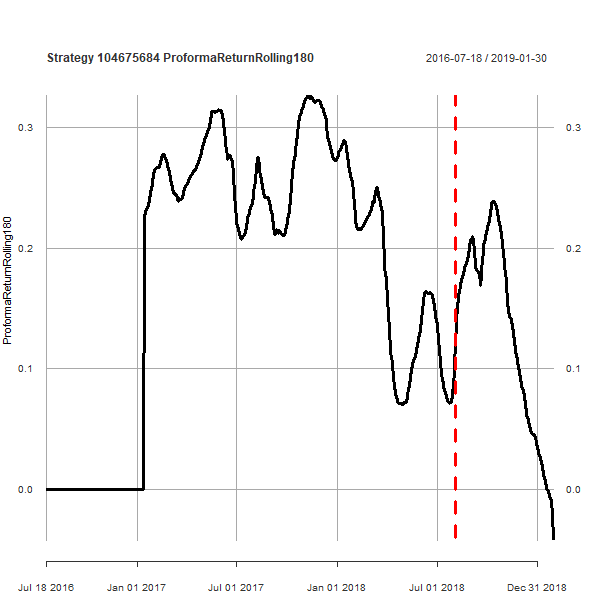 Strategy 104675684 ProformaReturnRolling180
2016-07-18 / 2019-01-30
ProformaReturnRolling180
0.3
0.3
0.2
0.2
0.1
0.1
0.0
0.0
Jul 18 2016
Jan 01 2017
Jul 01 2017
Jan 01 2018
Jul 01 2018
Dec 31 2018